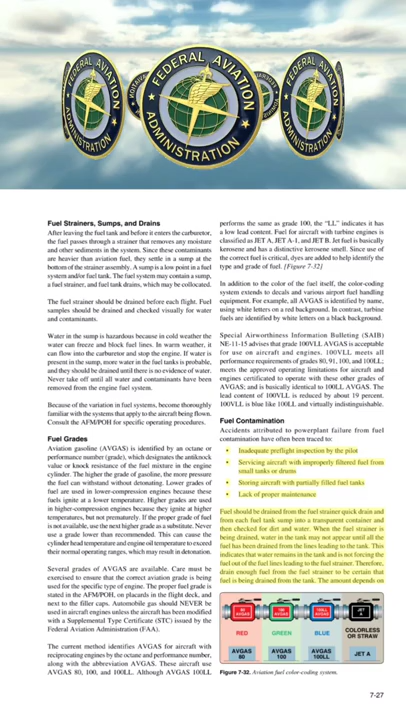 FEDERAL AVIATION
ADMINISTRATION
Fuel Strainers, Sumps, and Drains
After leaving the fuel tank and before it enters the carburetor,
the fuel passes through a strainer that removes any moisture
and other sediments in the system. Since these contaminants
are heavier than aviation fuel, they settle in a sump at the
bottom of the strainer assembly. A sump is a low point in a fuel
system and/or fuel tank. The fuel system may contain a sump,
a fuel strainer, and fuel tank drains, which may be collocated.
The fuel strainer should be drained before each flight. Fuel
samples should be drained and checked visually for water
and contaminants.
Water in the sump is hazardous because in cold weather the
water can freeze and block fuel lines. In warm weather, it
can flow into the carburetor and stop the engine. If water is
present in the sump, more water in the fuel tanks is probable,
and they should be drained until there is no evidence of water.
Never take off until all water and contaminants have been
removed from the engine fuel system.
Because of the variation in fuel systems, become thoroughly
familiar with the systems that apply to the aircraft being flown.
Consult the AFM/POH for specific operating procedures.
Fuel Grades
Aviation gasoline (AVGAS) is identified by an octane or
performance number (grade), which designates the antiknock
value or knock resistance of the fuel mixture in the engine
cylinder. The higher the grade of gasoline, the more pressure
the fuel can withstand without detonating. Lower grades of
fuel are used in lower-compression engines because these
fuels ignite at a lower temperature. Higher grades are used
in higher-compression engines because they ignite at higher
temperatures, but not prematurely. If the proper grade of fuel
is not available, use the next higher grade as a substitute. Never
use a grade lower than recommended. This can cause the
cylinder head temperature and engine oil temperature to exceed
their normal operating ranges, which may result in detonation.
Several grades of AVGAS are available. Care must be
exercised to ensure that the correct aviation grade is being
used for the specific type of engine. The proper fuel grade is
stated in the AFM/POH, on placards in the flight deck, and
next to the filler caps. Automobile gas should NEVER be
used in aircraft engines unless the aircraft has been modified
with a Supplemental Type Certificate (STC) issued by the
Federal Aviation Administration (FAA).
The current method identifies AVGAS for aircraft with
reciprocating engines by the octane and performance number,
along with the abbreviation AVGAS. These aircraft use
AVGAS 80, 100, and 100LL. Although AVGAS 100LL
performs the same as grade 100, the "LL" indicates it has
a low lead content. Fuel for aircraft with turbine engines is
classified as JET A, JET A-1, and JET B. Jet fuel is basically
kerosene and has a distinctive kerosene smell. Since use of
the correct fuel is critical, dyes are added to help identify the
type and grade of fuel. [Figure 7-32]
In addition to the color of the fuel itself, the color-coding
system extends to decals and various airport fuel handling
equipment. For example, all AVGAS is identified by name,
using white letters on a red background. In contrast, turbine
fuels are identified by white letters on a black background.
Special Airworthiness Information Bulleting (SAIB)
NE-11-15 advises that grade 100VLL AVGAS is acceptable
for use on aircraft and engines. 100VLL meets all
performance requirements of grades 80, 91, 100, and 100LL;
meets the approved operating limitations for aircraft and
engines certificated to operate with these other grades of
AVGAS; and is basically identical to 100LL AVGAS. The
lead content of 100VLL is reduced by about 19 percent.
100VLL is blue like 100LL and virtually indistinguishable.
Fuel Contamination
Accidents attributed to powerplant failure from fuel
contamination have often been traced to:
• Inadequate preflight inspection by the pilot
• Servicing aircraft with improperly filtered fuel from
small tanks or drums
• Storing aircraft with partially filled fuel tanks
• Lack of proper maintenance
Fuel should be drained from the fuel strainer quick drain and
from each fuel tank sump into a transparent container and
then checked for dirt and water. When the fuel strainer is
being drained, water in the tank may not appear until all the
fuel has been drained from the lines leading to the tank. This
indicates that water remains in the tank and is not forcing the
fuel out of the fuel lines leading to the fuel strainer. Therefore,
drain enough fuel from the fuel strainer to be certain that
fuel is being drained from the tank. The amount depends on
RED GREEN BLUE COLORLESS
OR STRAW
AVGAS
80
AVGAS
100
AVGAS
100LL
JET A
Figure 7-32. Aviation fuel color-coding system.
7-27